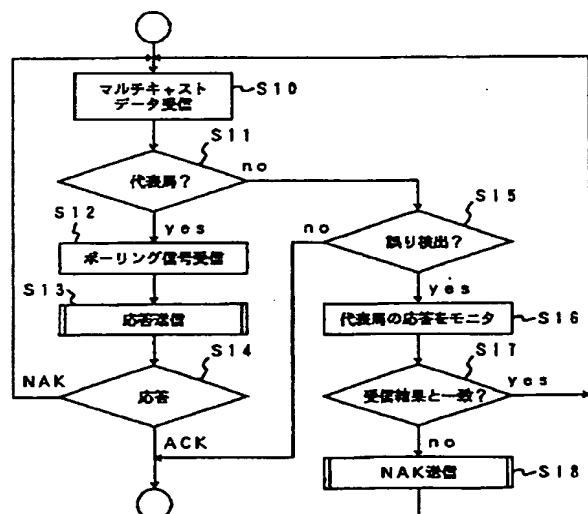 マルチキャスト
データ受信
S10
S11
代表局?
no
S12
yes
ポーリング信号受信
S13
応答送信
S14
応答
NAK
ACK
S15
no
誤り検出?
yes
代表局の応答をモニタ
S16
S17
受信結果と一致?
yes
no
NAK送信
S18